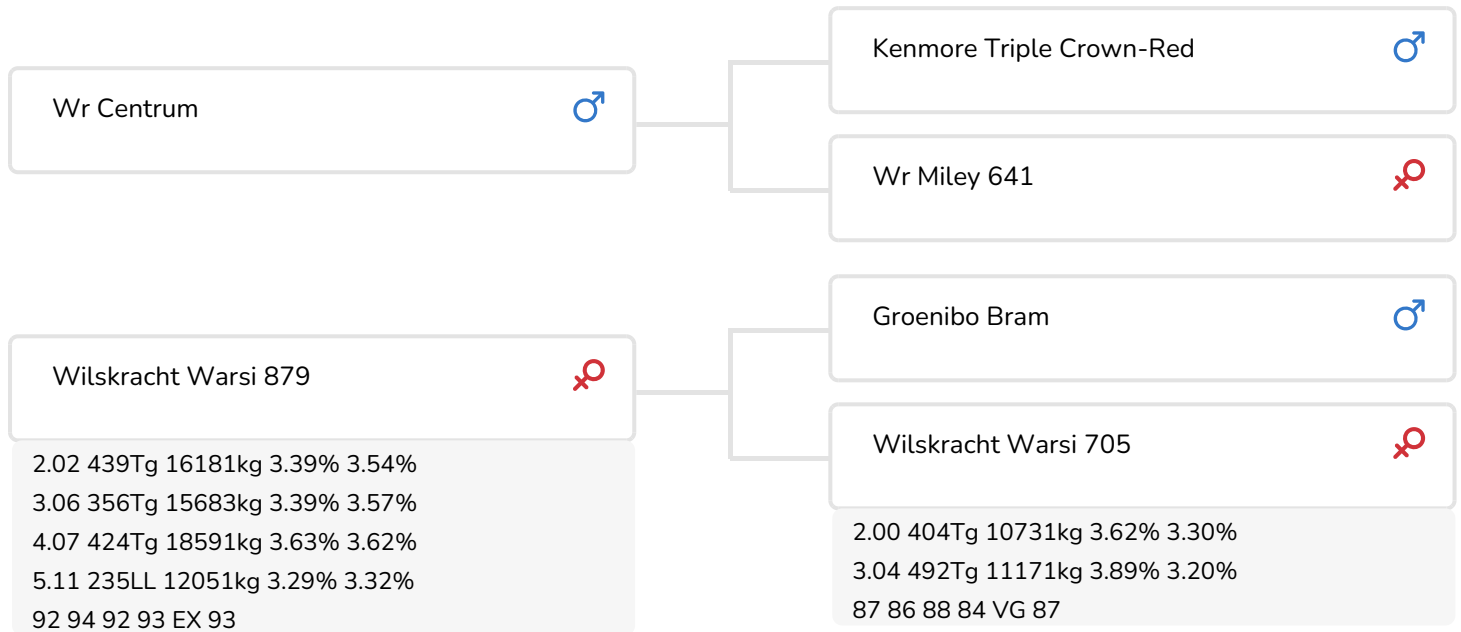 Kenmore Triple Crown-Red
Wr Centrum
Wr Miley 641
Groenibo Bram
Wilskracht Warsi 879
Wilskracht Warsi 705
2.02 439Tg 16181kg 3.39% 3.54%
3.06 356Tg 15683kg 3.39% 3.57%
4.07 424Tg 18591kg 3.63% 3.62%
5.11 235LL 12051kg 3.29% 3.32%
92 94 92 93 EX 93
2.00 404Tg 10731kg 3.62% 3.30%
3.04 492Tg 11171kg 3.89% 3.20%
87 86 88 84 VG 87